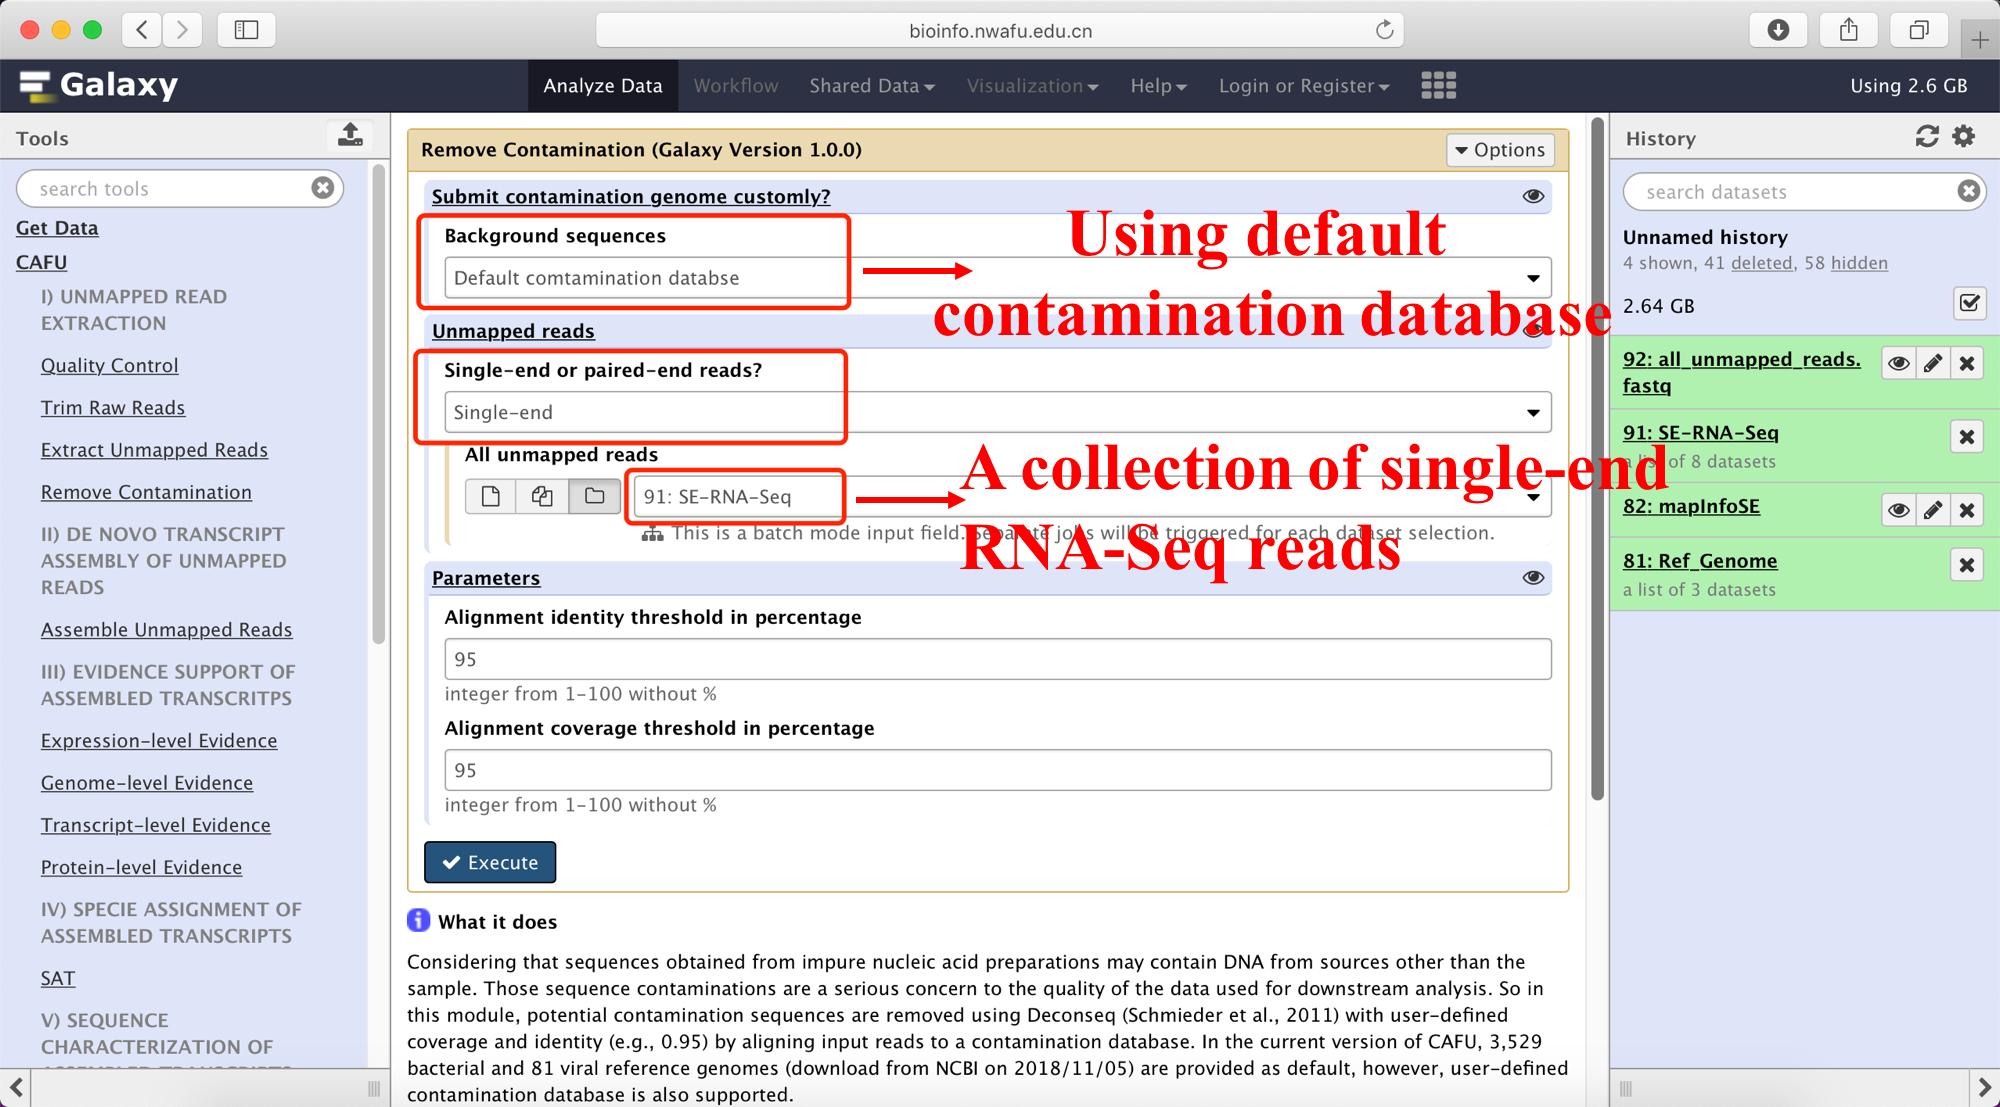 bioinfo.nwafu.edu.cn
Galaxy
Analyze Data
Workflow
Shared Data
Visualization
Help
Login or Register
Using 2.6 GB
Tools
search tools
Get Data
CAFU
I) UNMAPPED READ
EXTRACTION
Quality Control
Trim Raw Reads
Extract Unmapped Reads
Remove Contamination
II) DE NOVO TRANSCRIPT
ASSEMBLY OF UNMAPPED
READS
Assemble Unmapped Reads
III) EVIDENCE SUPPORT OF
ASSEMBLED TRANSCRITPS
Expression-level Evidence
Genome-level Evidence
Transcript-level Evidence
Protein-level Evidence
IV) SPECIE ASSIGNMENT OF
ASSEMBLED TRANSCRIPTS
SAT
V) SEQUENCE
CHARACTERIZATION OF
Remove Contamination (Galaxy Version 1.0.0)
Options
Submit contamination genome customly?
Background sequences
Default comtamination databse
Using default
contamination database
Unmapped reads
Single-end or paired-end reads?
Single-end
All unmapped reads
91: SE-RNA-Seq
A collection of single-end
RNA-Seq reads
This is a batch mode input field. Separate jobs will be triggered for each dataset selection.
Parameters
Alignment identity threshold in percentage
95
integer from 1-100 without %
Alignment coverage threshold in percentage
95
integer from 1-100 without %
Execute
What it does
Considering that sequences obtained from impure nucleic acid preparations may contain DNA from sources other than the
sample. Those sequence contaminations are a serious concern to the quality of the data used for downstream analysis. So in
this module, potential contamination sequences are removed using Deconseq (Schmieder et al., 2011) with user-defined
coverage and identity (e.g., 0.95) by aligning input reads to a contamination database. In the current version of CAFU, 3,529
bacterial and 81 viral reference genomes (download from NCBI on 2018/11/05) are provided as default, however, user-defined
contamination database is also supported.
History
search datasets
Unnamed history
4 shown, 41 deleted, 58 hidden
2.64 GB
92: all_unmapped_reads.
fastq
91: SE-RNA-Seq
a list of 8 datasets
82: mapInfoSE
81: Ref_Genome
a list of 3 datasets